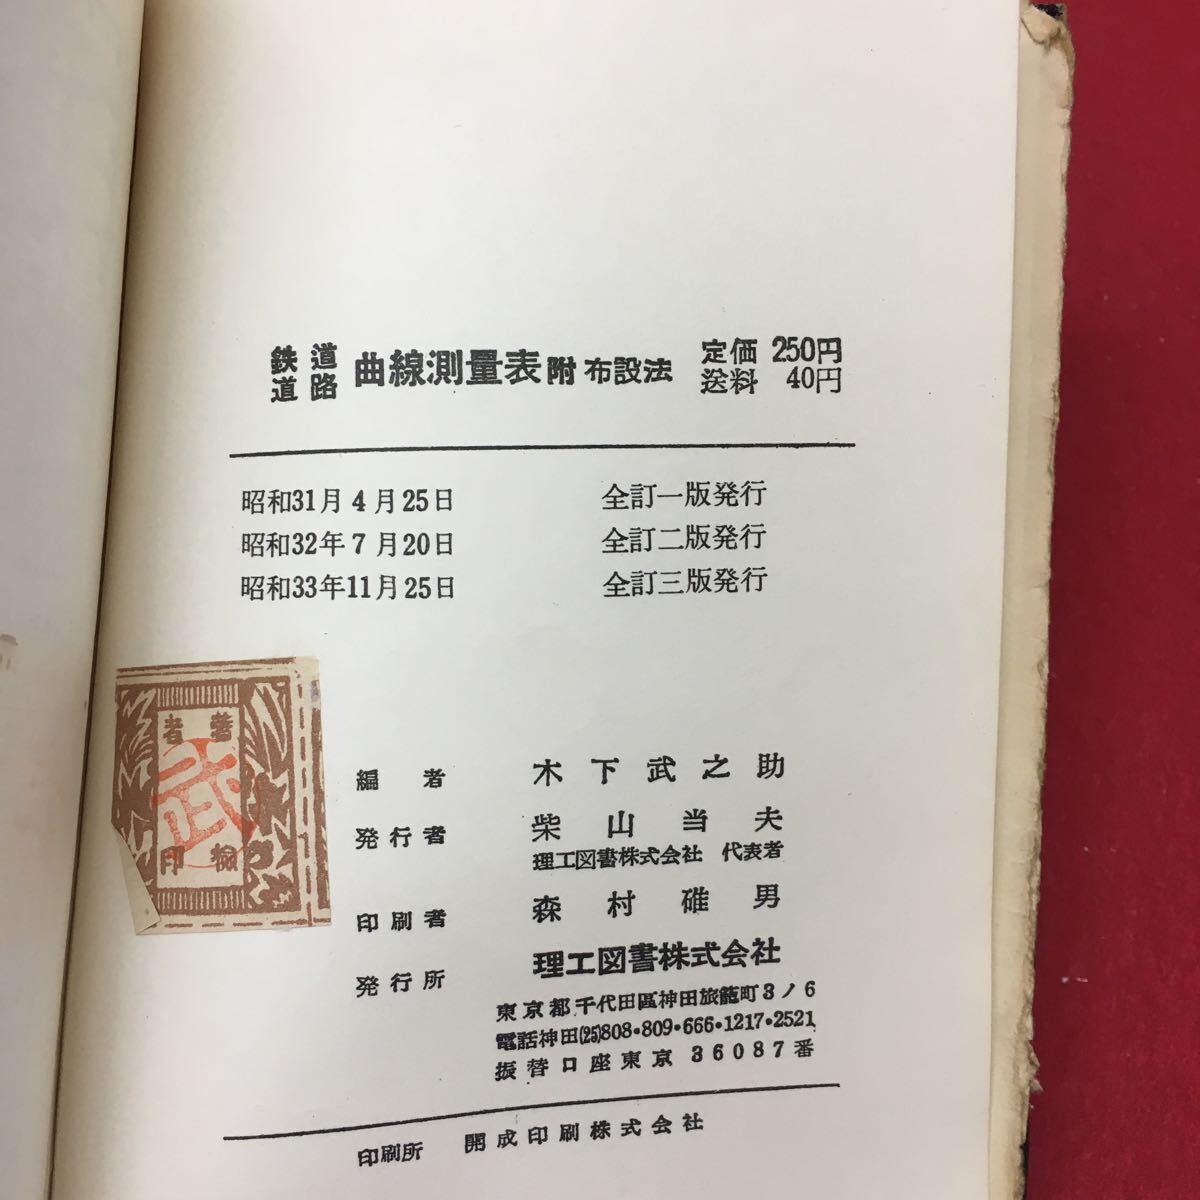 鉄道
道路 曲線測量表 附 布設法 定価 250円
送料 40円
昭和31月4月25日 全訂一版発行
昭和32年7月20日 全訂二版発行
昭和33年11月25日 全訂三版発行
著者
検印
武
編者 木下武之助
発行者 柴山当夫
理工図書株式会社 代表者
印刷者 森村碓男
発行所 理工図書株式会社
東京都千代田區神田旅籠町3ノ6
電話神田(25)808・809・666・1217・2521
振替口座東京 36087番
印刷所 開成印刷株式会社